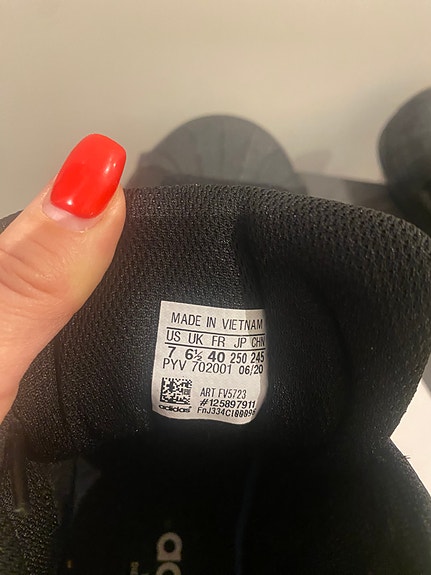 MADE IN VIETNAM
US UK FR JP CHN
7 6½ 40 250 245
PYV 702001 06/20
ART FV5723
#125897911
adidas
ad